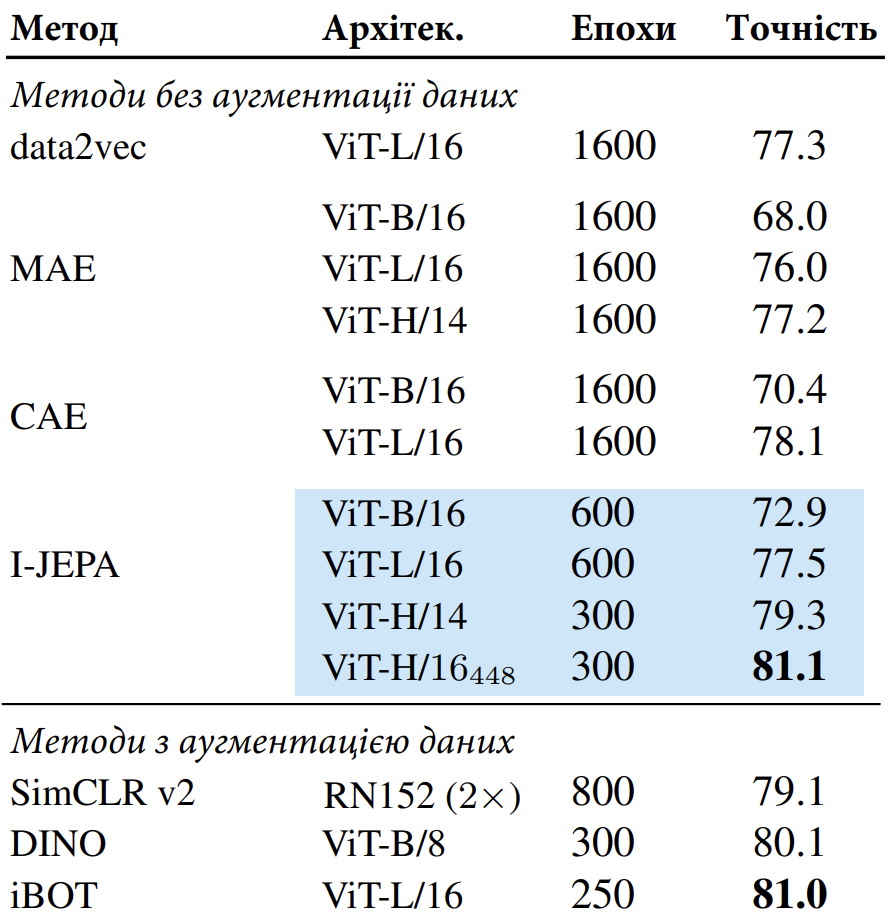 Метод Архітек. Епохи Точність
Методи без аугментації даних
data2vec ViT-L/16 1600 77.3
ViT-B/16 1600 68.0
MAE ViT-L/16 1600 76.0
ViT-H/14 1600 77.2
ViT-B/16 1600 70.4
CAE
ViT-L/16 1600 78.1
ViT-B/16 600 72.9
I-JEPA ViT-L/16 600 77.5
ViT-H/14 300 79.3
ViT-H/16₄₄₈ 300 81.1
Методи з аугментацією даних
SimCLR v2 RN152 (2×) 800 79.1
DINO ViT-B/8 300 80.1
iBOT ViT-L/16 250 81.0